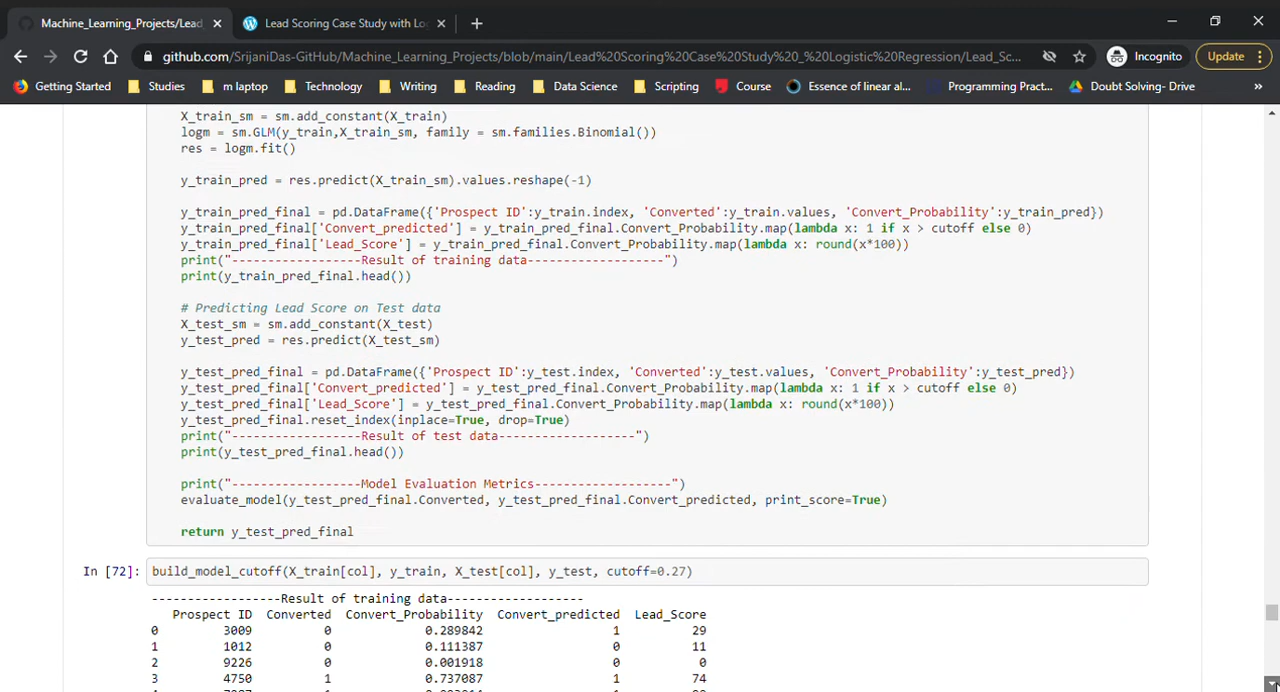 Machine_Learning_Projects/Lead
Lead Scoring Case Study with Lo
github.com/SrijaniDas-GitHub/Machine_Learning_Projects/blob/main/Lead%20Scoring%20Case%20Study%20_%20Logistic%20Regression/Lead_Sc...
Incognito
Update
Getting Started
Studies
m laptop
Technology
Writing
Reading
Data Science
Scripting
Course
Essence of linear al...
Programming Pract...
Doubt Solving- Drive
»
X_train_sm = sm.add_constant(X_train)
logm = sm.GLM(y_train,X_train_sm, family = sm.families.Binomial())
res = logm.fit()
y_train_pred = res.predict(X_train_sm).values.reshape(-1)
y_train_pred_final = pd.DataFrame({'Prospect ID':y_train.index, 'Converted':y_train.values, 'Convert_Probability':y_train_pred})
y_train_pred_final['Convert_predicted'] = y_train_pred_final.Convert_Probability.map(lambda x: 1 if x > cutoff else 0)
y_train_pred_final['Lead_Score'] = y_train_pred_final.Convert_Probability.map(lambda x: round(x*100))
print("------------------Result of training data-------------------")
print(y_train_pred_final.head())
# Predicting Lead Score on Test data
X_test_sm = sm.add_constant(X_test)
y_test_pred = res.predict(X_test_sm)
y_test_pred_final = pd.DataFrame({'Prospect ID':y_test.index, 'Converted':y_test.values, 'Convert_Probability':y_test_pred})
y_test_pred_final['Convert_predicted'] = y_test_pred_final.Convert_Probability.map(lambda x: 1 if x > cutoff else 0)
y_test_pred_final['Lead_Score'] = y_test_pred_final.Convert_Probability.map(lambda x: round(x*100))
y_test_pred_final.reset_index(inplace=True, drop=True)
print("------------------Result of test data-------------------")
print(y_test_pred_final.head())
print("------------------Model Evaluation Metrics-------------------")
evaluate_model(y_test_pred_final.Converted, y_test_pred_final.Convert_predicted, print_score=True)
return y_test_pred_final
In [72]: build_model_cutoff(X_train[col], y_train, X_test[col], y_test, cutoff=0.27)
------------------Result of training data-------------------
Prospect ID Converted Convert_Probability Convert_predicted Lead_Score
0 3009 0 0.289842 1 29
1 1012 0 0.111387 0 11
2 9226 0 0.001918 0 0
3 4750 1 0.737087 1 74